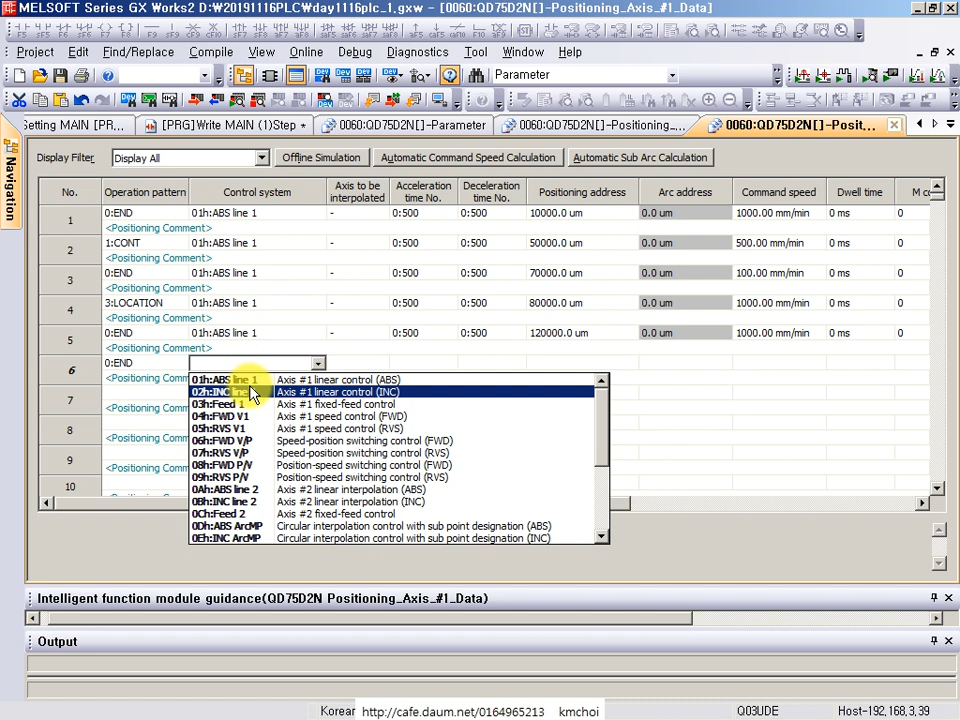 MELSOFT Series GX Works2 D:\20191116PLC\day1116plc_1,gxw - [0060:QD75D2N[]-Positioning_Axis_#1_Data]
Project Edit Find/Replace Compile View Online Debug Diagnostics Tool Window Help
Parameter
Setting MAIN [PR... [PRG]Write MAIN (1)Step * 0060:QD75D2N[]-Parameter 0060:QD75D2N[]-Positioning_... 0060:QD75D2N[]-Posit...
Navigation
Display Filter Display All Offline Simulation Automatic Command Speed Calculation Automatic Sub Arc Calculation
No. Operation pattern Control system Axis to be interpolated Acceleration time No. Deceleration time No. Positioning address Arc address Command speed Dwell time M co
1 0:END 01h:ABS line 1 - 0:500 0:500 10000.0 um 0.0 um 1000.00 mm/min 0 ms 0
<Positioning Comment>
2 1:CONT 01h:ABS line 1 - 0:500 0:500 50000.0 um 0.0 um 500.00 mm/min 0 ms 0
<Positioning Comment>
3 0:END 01h:ABS line 1 - 0:500 0:500 70000.0 um 0.0 um 100.00 mm/min 0 ms 0
<Positioning Comment>
4 3:LOCATION 01h:ABS line 1 - 0:500 0:500 80000.0 um 0.0 um 1000.00 mm/min 0 ms 0
<Positioning Comment>
5 0:END 01h:ABS line 1 - 0:500 0:500 120000.0 um 0.0 um 1000.00 mm/min 0 ms 0
<Positioning Comment>
6 0:END
<Positioning Comm
7
<Positioning Comm
8
<Positioning Comm
9
<Positioning Comm
10
01h:ABS line 1 Axis #1 linear control (ABS)
02h:INC line Axis #1 linear control (INC)
03h:Feed 1 Axis #1 fixed-feed control
04h:FWD V1 Axis #1 speed control (FWD)
05h:RVS V1 Axis #1 speed control (RVS)
06h:FWD V/P Speed-position switching control (FWD)
07h:RVS V/P Speed-position switching control (RVS)
08h:FWD P/V Position-speed switching control (FWD)
09h:RVS P/V Position-speed switching control (RVS)
0Ah:ABS line 2 Axis #2 linear interpolation (ABS)
0Bh:INC line 2 Axis #2 linear interpolation (INC)
0Ch:Feed 2 Axis #2 fixed-feed control
0Dh:ABS ArcMP Circular interpolation control with sub point designation (ABS)
0Eh:INC ArcMP Circular interpolation control with sub point designation (INC)
Intelligent function module guidance(QD75D2N Positioning_Axis_#1_Data)
Output
Korean http://cafe.daum.net/0164965213 kmchoi Q03UDE Host-192,168,3,39